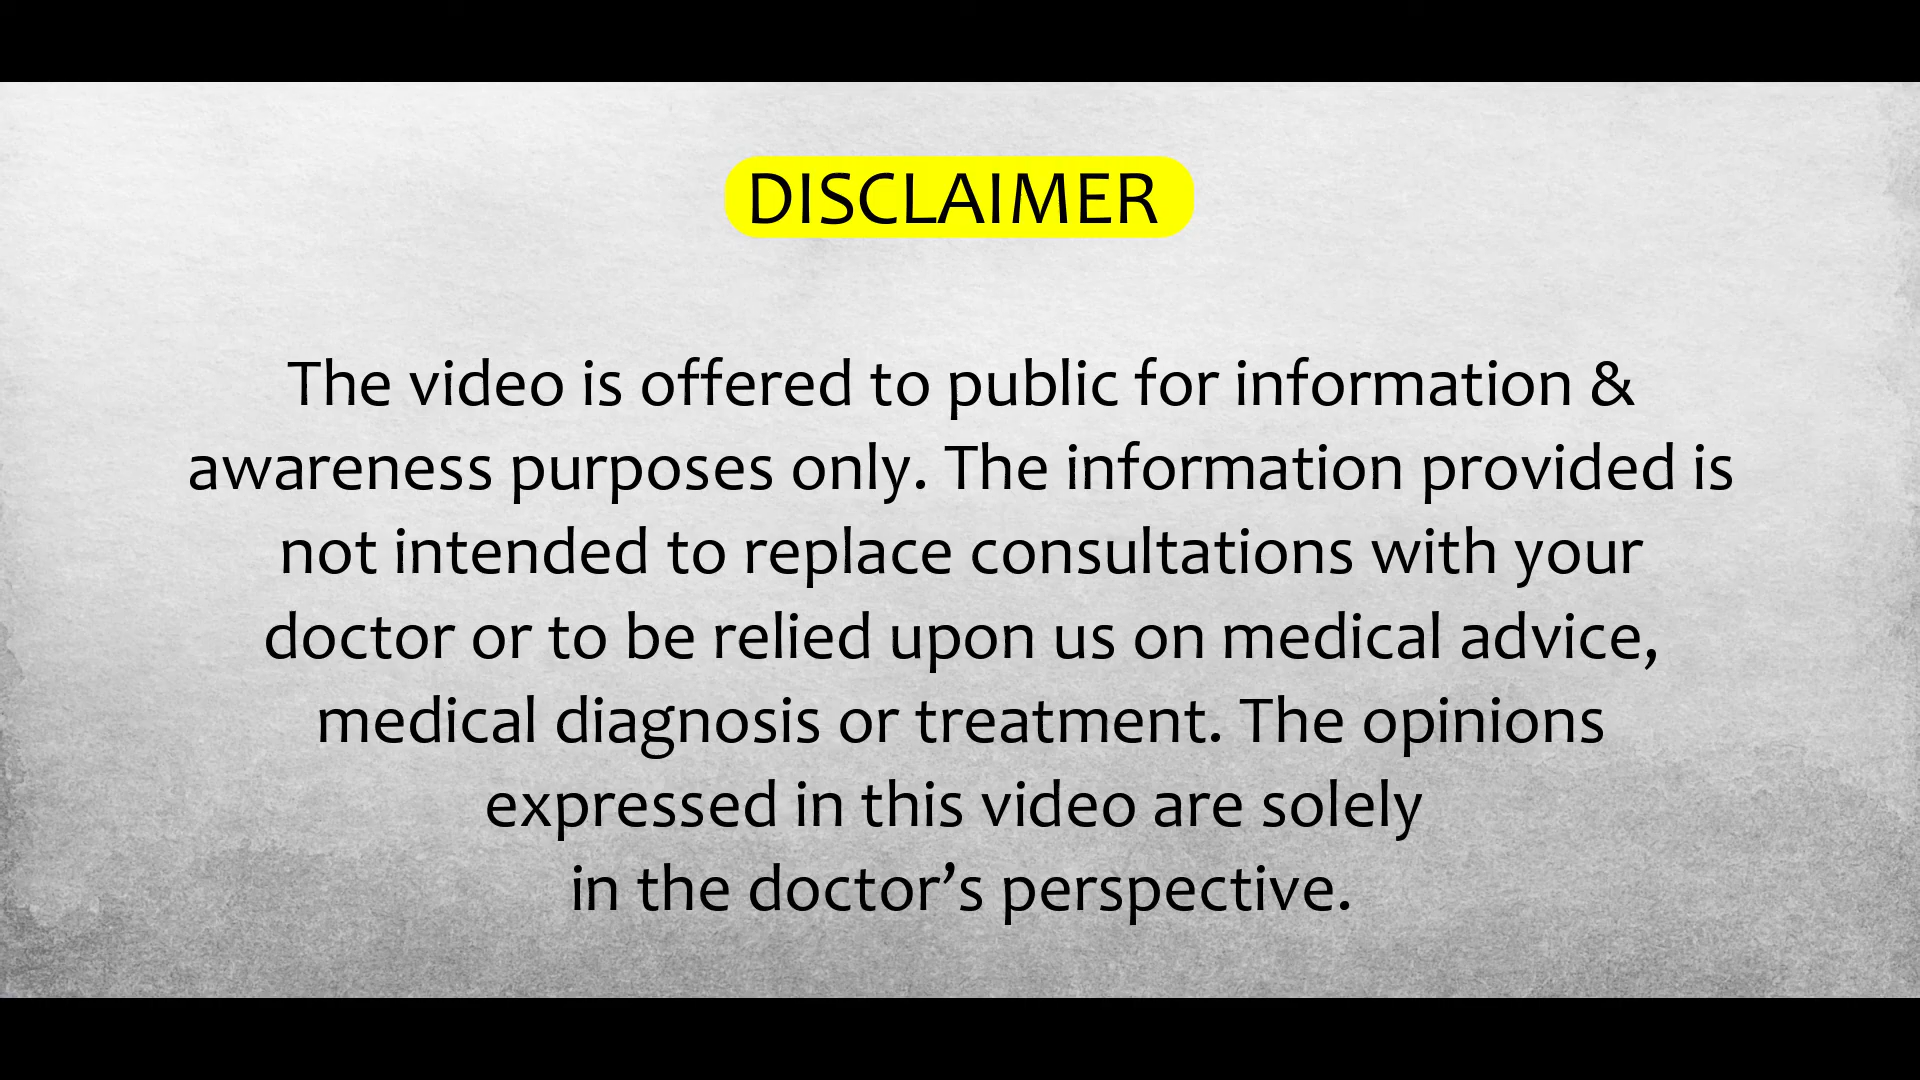 DISCLAIMER
The video is offered to public for information &
awareness purposes only. The information provided is
not intended to replace consultations with your
doctor or to be relied upon us on medical advice,
medical diagnosis or treatment. The opinions
expressed in this video are solely
in the doctor’s perspective.